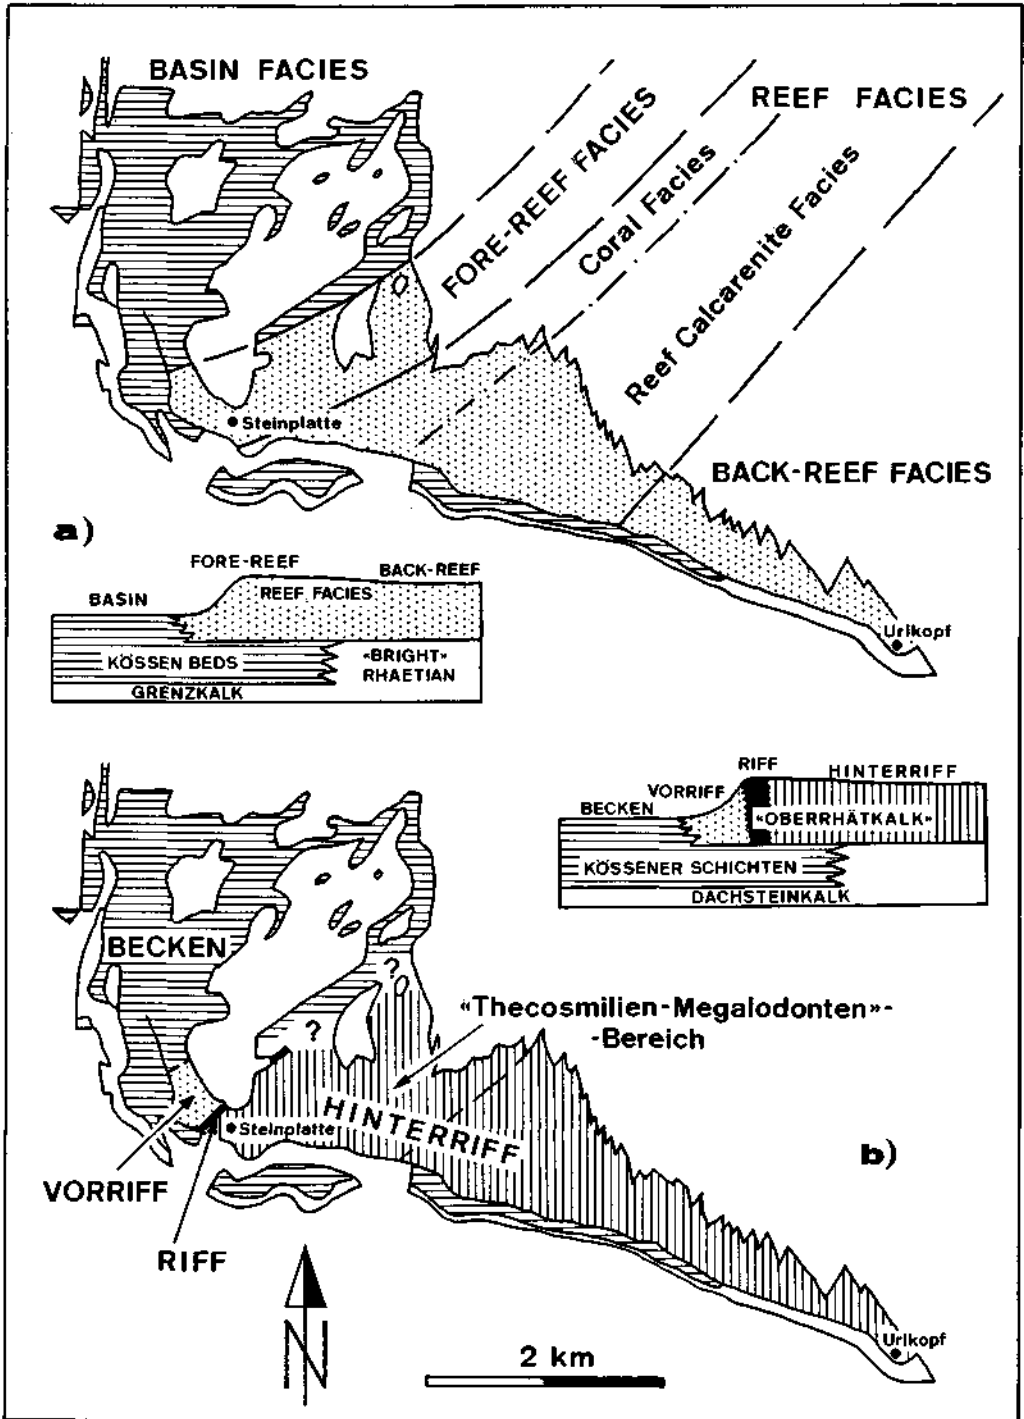 BASIN FACIES
REEF FACIES
FORE-REEF FACIES
Coral Facies
Reef Calcarenite Facies
BACK-REEF FACIES
Steinplatte
a)
Urlkopf
FORE-REEF
BACK-REEF
REEF FACIES
BASIN
KÖSSEN BEDS
«BRIGHT»
RHAETIAN
GRENZKALK
RIFF
VORRIFF
HINTERRIFF
BECKEN
«OBERRHÄTKALK»
KÖSSENER SCHICHTEN
DACHSTEINKALK
BECKEN
?
?
«Thecosmilien-Megalodonten»-
-Bereich
HINTERRIFF
Steinplatte
b)
VORRIFF
RIFF
N
2 km
Urlkopf